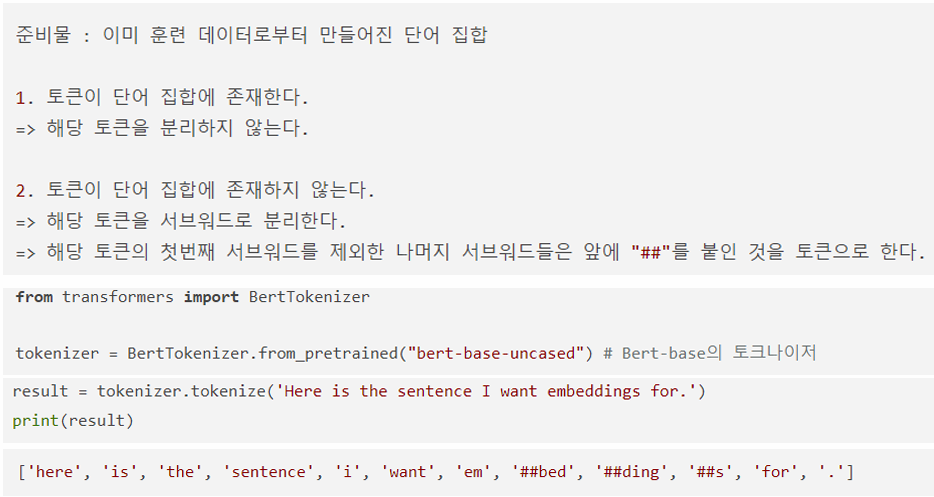 준비물 : 이미 훈련 데이터로부터 만들어진 단어 집합
1. 토큰이 단어 집합에 존재한다.
=> 해당 토큰을 분리하지 않는다.
2. 토큰이 단어 집합에 존재하지 않는다.
=> 해당 토큰을 서브워드로 분리한다.
=> 해당 토큰의 첫번째 서브워드를 제외한 나머지 서브워드들은 앞에 "##"를 붙인 것을 토큰으로 한다.
from transformers import BertTokenizer
tokenizer = BertTokenizer.from_pretrained("bert-base-uncased") # Bert-base의 토크나이저
result = tokenizer.tokenize('Here is the sentence I want embeddings for.')
print(result)
['here', 'is', 'the', 'sentence', 'i', 'want', 'em', '##bed', '##ding', '##s', 'for', '.']